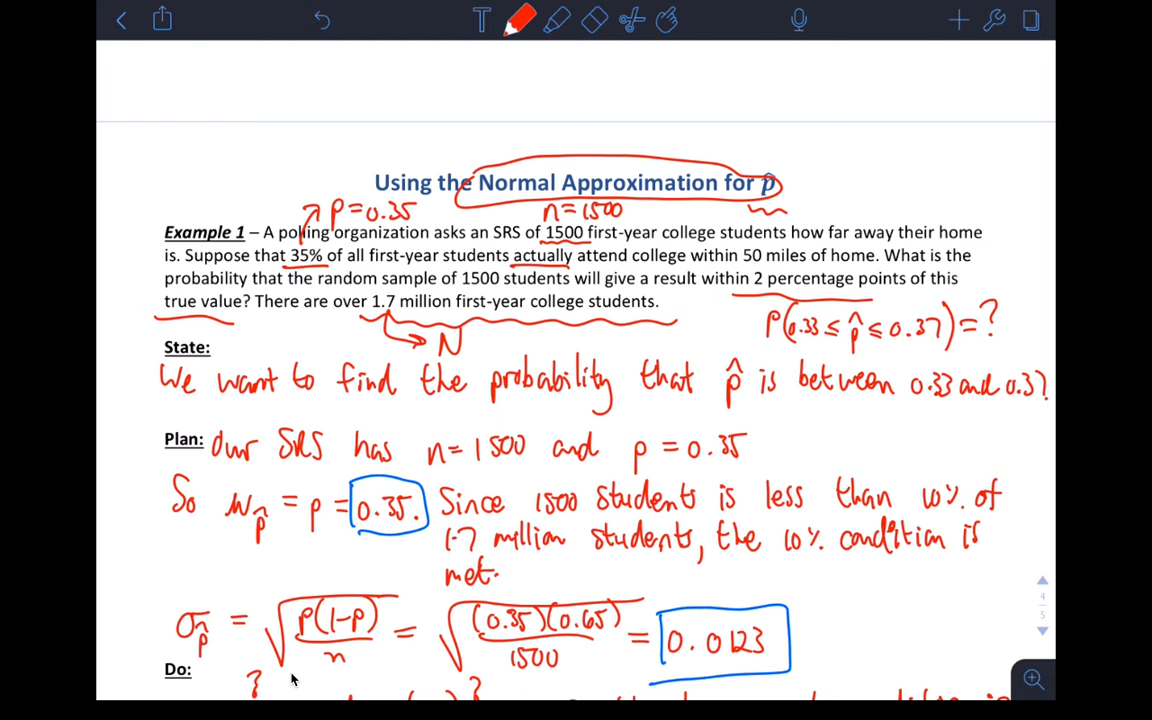 Using the Normal Approximation for p̂
p = 0.35
n = 1500
Example 1 – A polling organization asks an SRS of 1500 first-year college students how far away their home
is. Suppose that 35% of all first-year students actually attend college within 50 miles of home. What is the
probability that the random sample of 1500 students will give a result within 2 percentage points of this
true value? There are over 1.7 million first-year college students.
P(0.33 ≤ p̂ ≤ 0.37) = ?
N
State:
We want to find the probability that p̂ is between 0.33 and 0.37.
Plan: Our SRS has n = 1500 and p = 0.35
So μp̂ = p = 0.35. Since 1500 students is less than 10% of
1.7 million students, the 10% condition is
met.
σp̂ = √(p(1-p)/n) = √((0.35)(0.65)/1500) = 0.0123
Do:
4
5